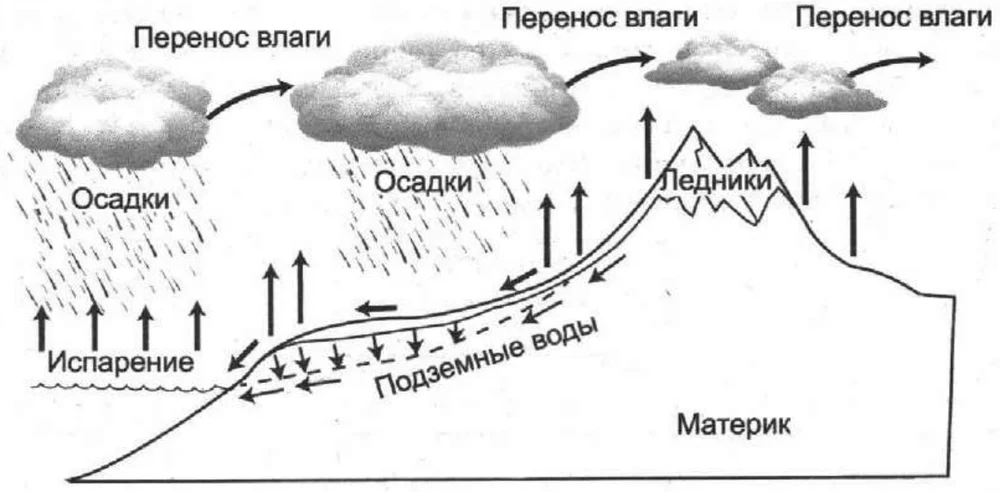 Перенос влаги
Перенос влаги
Перенос влаги
Осадки
Осадки
Ледники
Испарение
Подземные воды
Материк